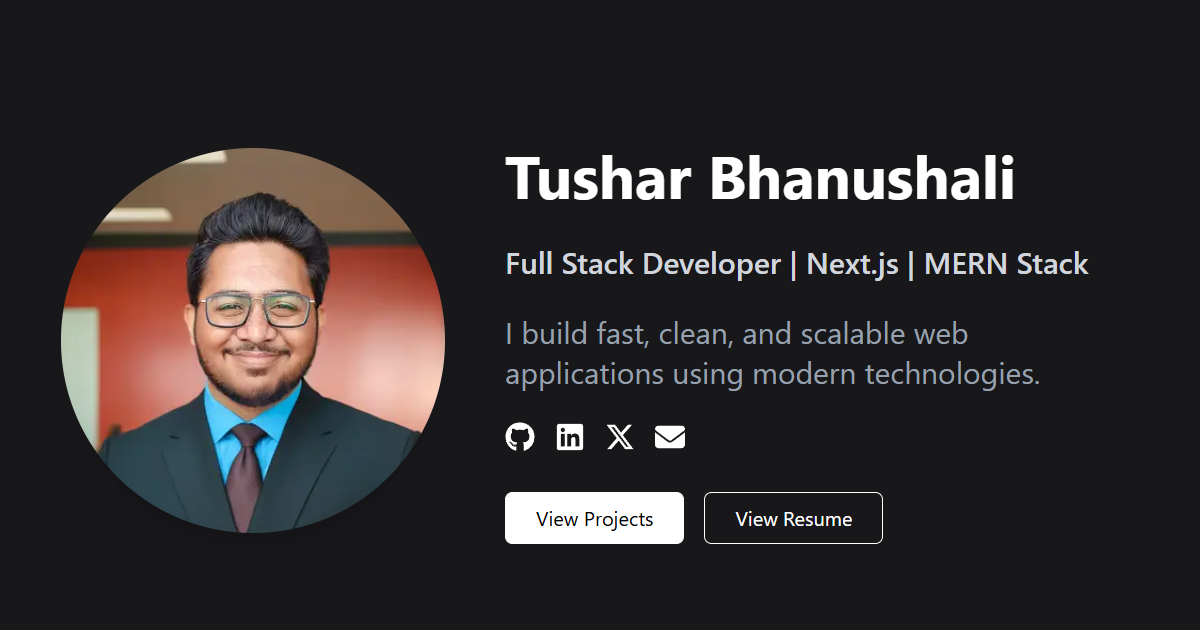 Tushar Bhanushali
Full Stack Developer | Next.js | MERN Stack
I build fast, clean, and scalable web
applications using modern technologies.
View Projects
View Resume